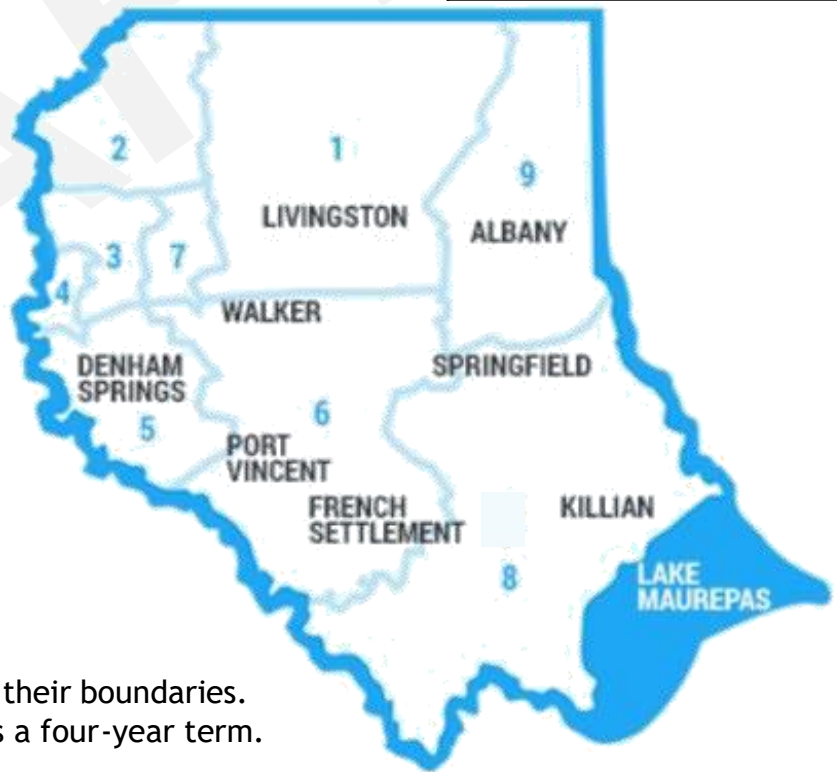 2
1
9
LIVINGSTON
ALBANY
3
7
4
WALKER
DENHAM
SPRINGS
SPRINGFIELD
5
6
PORT
VINCENT
FRENCH
SETTLEMENT
KILLIAN
8
LAKE
MAUREPAS
their boundaries.
a four-year term.